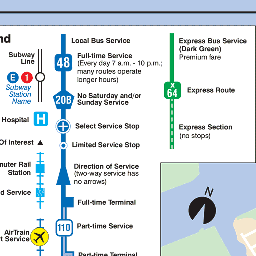 nd
Subway
Line
E 1
Subway
Station
Name
Hospital H
Of Interest
uter Rail
Station
d Service
AirTrain
t Service
Local Bus Service
48
Full-time Service
(Every day 7 a.m. - 10 p.m.;
many routes operate
longer hours)
20B
No Saturday and/or
Sunday Service
Select Service Stop
Limited Service Stop
Direction of Service
(two-way service has
no arrows)
Full-time Terminal
110
Part-time Service
Part-time Terminal
Express Bus Service
(Dark Green)
Premium fare
X
64
Express Route
Express Section
(no stops)
N